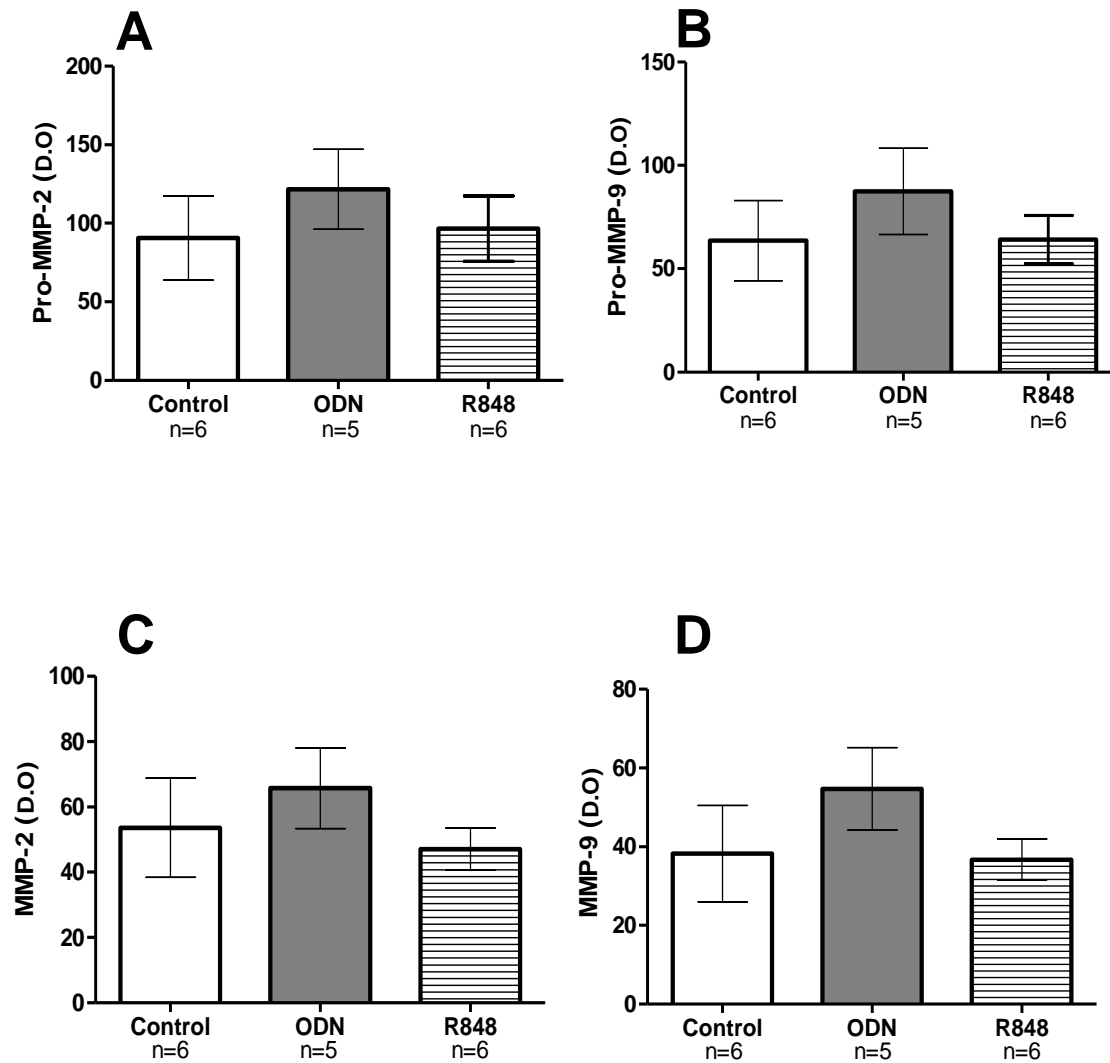 A
Pro-MMP-2 (D.O)
200
150
100
50
0
Control ODN R848
n=6 n=5 n=6
B
Pro-MMP-9 (D.O)
150
100
50
0
Control ODN R848
n=6 n=5 n=6
C
MMP-2 (D.O)
100
80
60
40
20
0
Control ODN R848
n=6 n=5 n=6
D
MMP-9 (D.O)
80
60
40
20
0
Control ODN R848
n=6 n=5 n=6